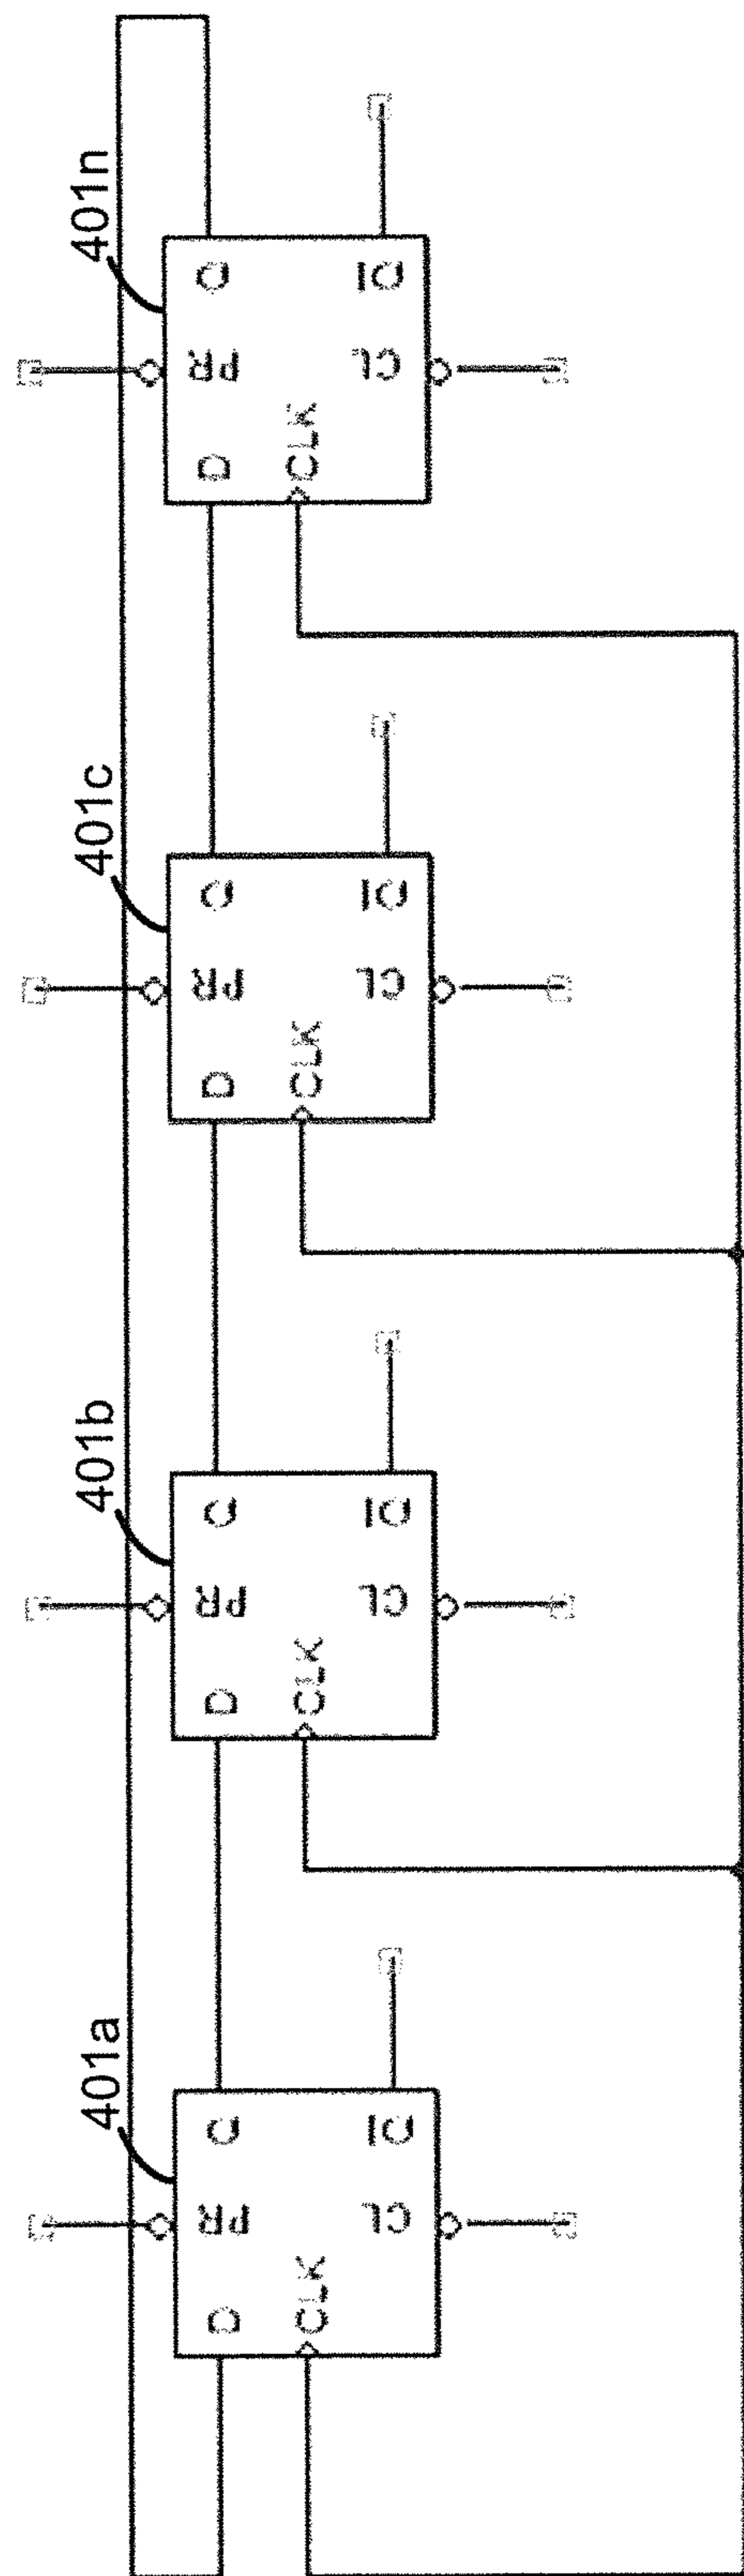 401a
401b
401c
401n
D PR Q
CLK CL Q̅
D PR Q
CLK CL Q̅
D PR Q
CLK CL Q̅
D PR Q
CLK CL Q̅